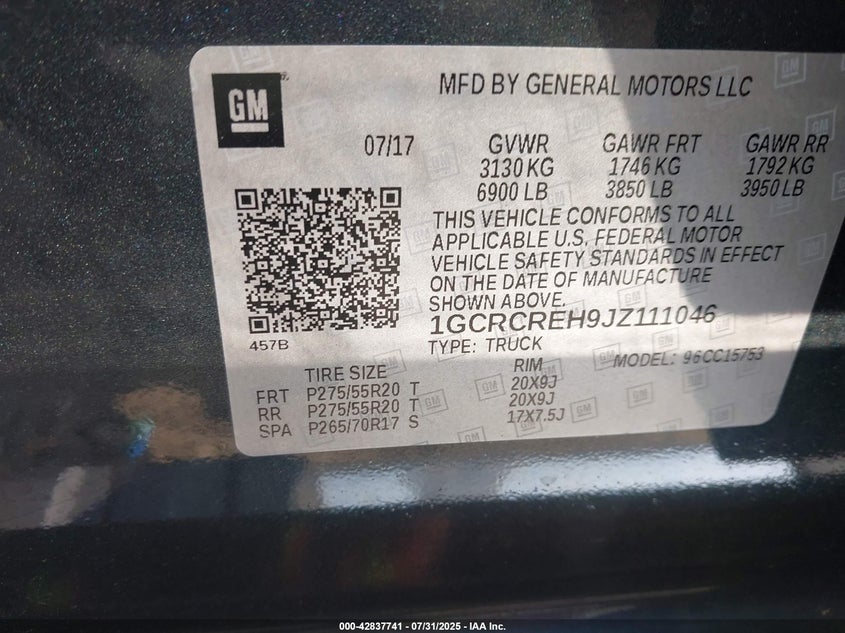 GM
MFD BY GENERAL MOTORS LLC
07/17 GVWR GAWR FRT GAWR RR
3130 KG 1746 KG 1792 KG
6900 LB 3850 LB 3950 LB
THIS VEHICLE CONFORMS TO ALL
APPLICABLE U.S. FEDERAL MOTOR
VEHICLE SAFETY STANDARDS IN EFFECT
ON THE DATE OF MANUFACTURE
SHOWN ABOVE.
1GCRCREH9JZ111046
457B
TYPE: TRUCK
MODEL: 96CC15753
TIRE SIZE RIM
FRT P275/55R20 T 20X9J
RR P275/55R20 T 20X9J
SPA P265/70R17 S 17X7.5J
000-42837741 - 07/31/2025 - IAA Inc.